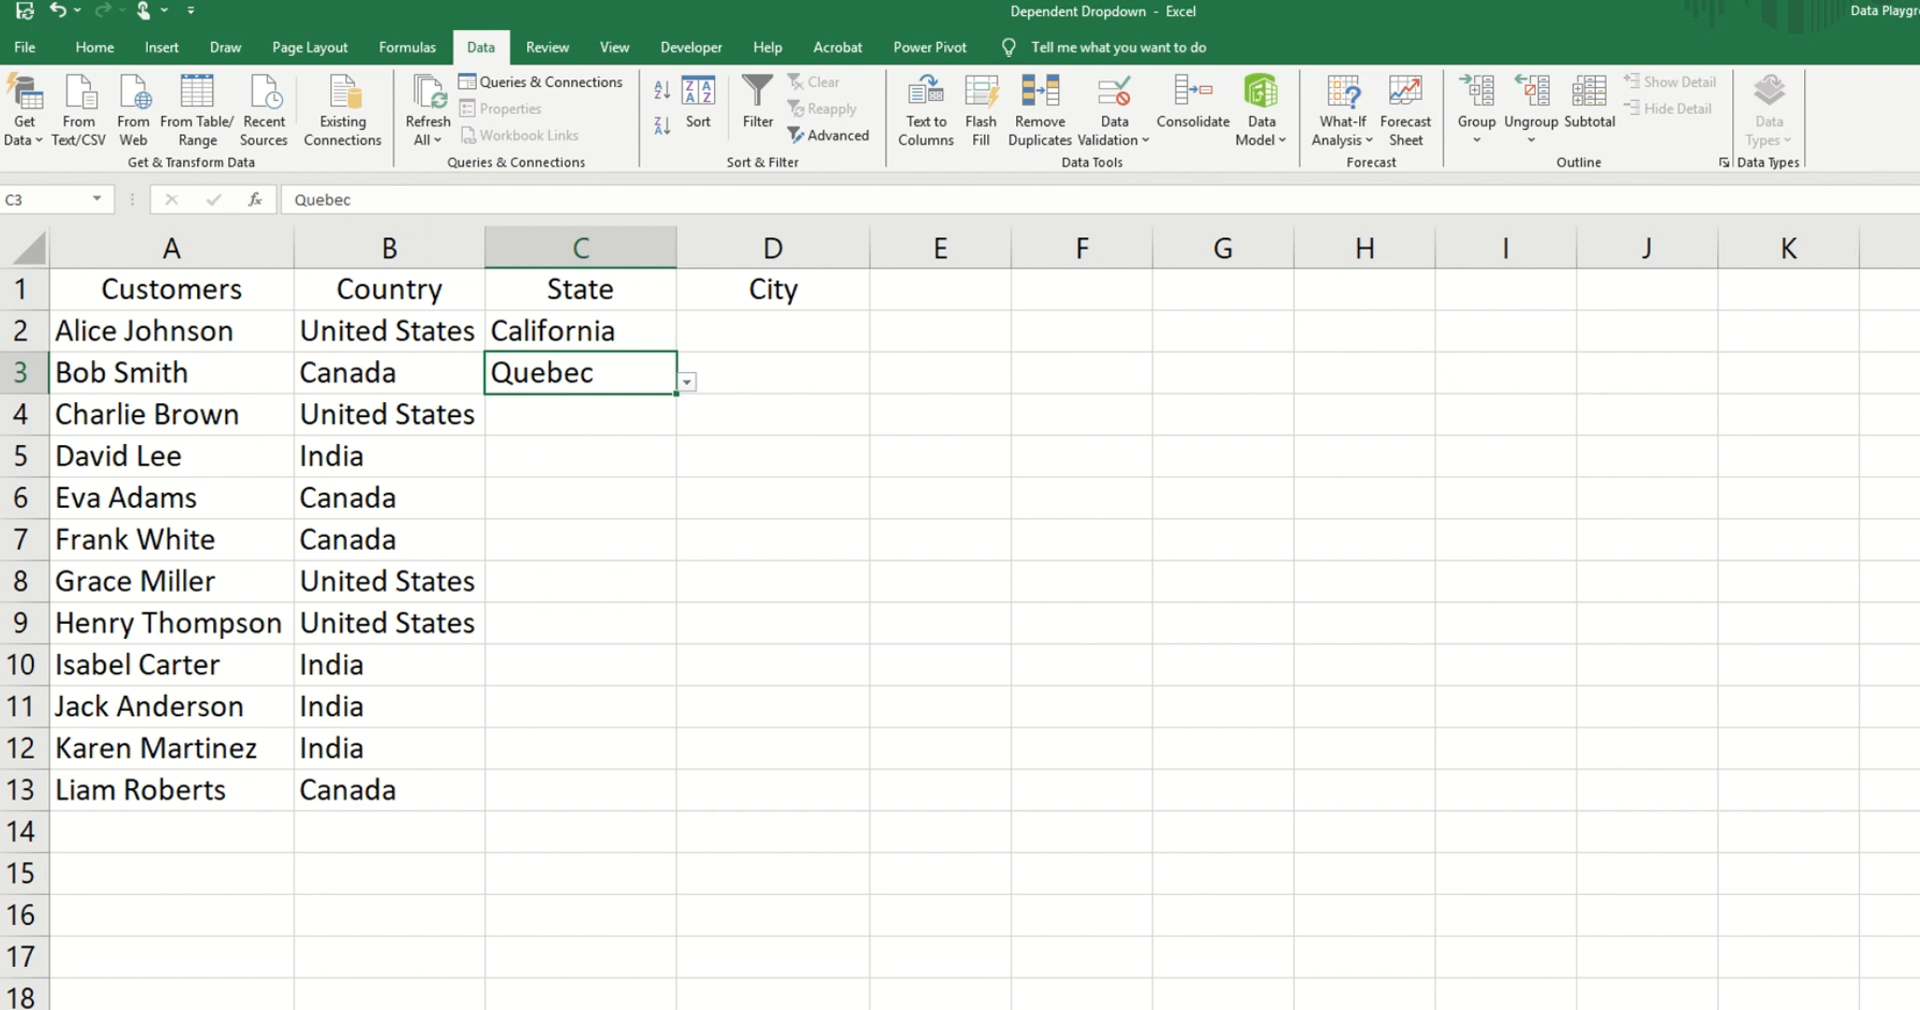 Dependent Dropdown - Excel
File Home Insert Draw Page Layout Formulas Data Review View Developer Help Acrobat Power Pivot Tell me what you want to do
Get Data
From Text/CSV
From Web
From Table/ Range
Recent Sources
Existing Connections
Get & Transform Data
Refresh All
Queries & Connections
Properties
Workbook Links
Queries & Connections
Sort
Filter
Clear
Reapply
Advanced
Sort & Filter
Text to Columns
Flash Fill
Remove Duplicates
Data Validation
Consolidate
Data Model
Data Tools
What-If Analysis
Forecast Sheet
Forecast
Group
Ungroup
Subtotal
Show Detail
Hide Detail
Outline
Data Types
Data Types
C3 fx Quebec
A B C D E F G H I J K
1 Customers Country State City
2 Alice Johnson United States California
3 Bob Smith Canada Quebec
4 Charlie Brown United States
5 David Lee India
6 Eva Adams Canada
7 Frank White Canada
8 Grace Miller United States
9 Henry Thompson United States
10 Isabel Carter India
11 Jack Anderson India
12 Karen Martinez India
13 Liam Roberts Canada
14
15
16
17
18